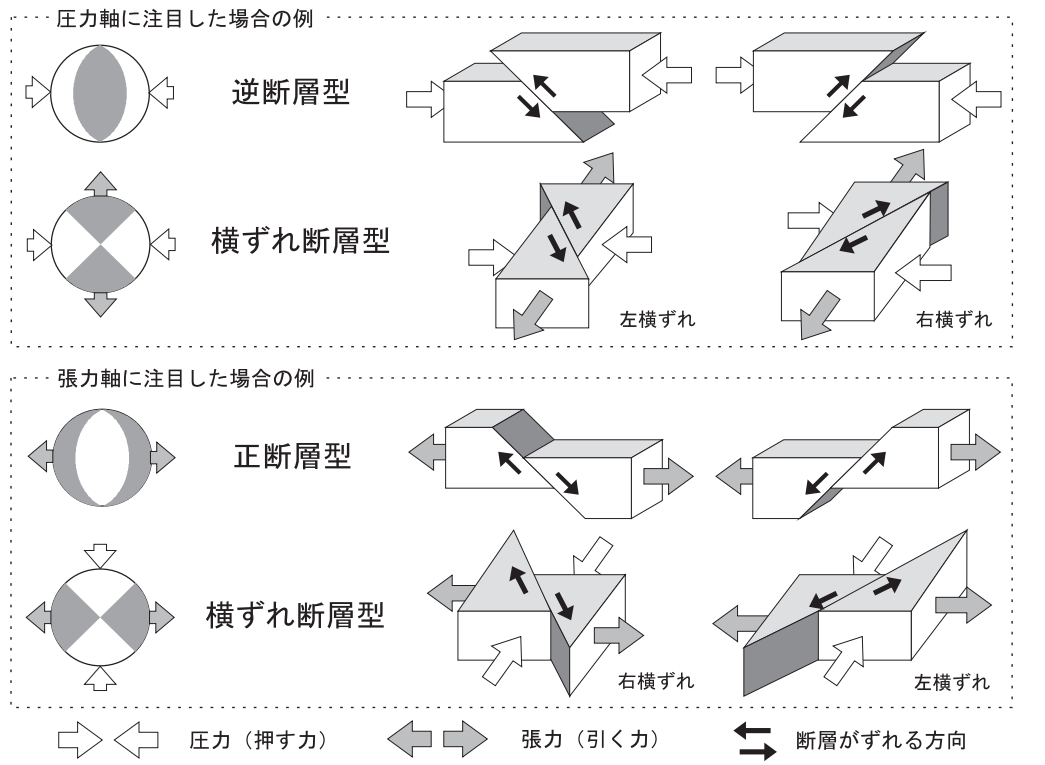 圧力軸に注目した場合の例
逆断層型
横ずれ断層型
左横ずれ
右横ずれ
張力軸に注目した場合の例
正断層型
横ずれ断層型
右横ずれ
左横ずれ
圧力（押す力）
張力（引く力）
断層がずれる方向